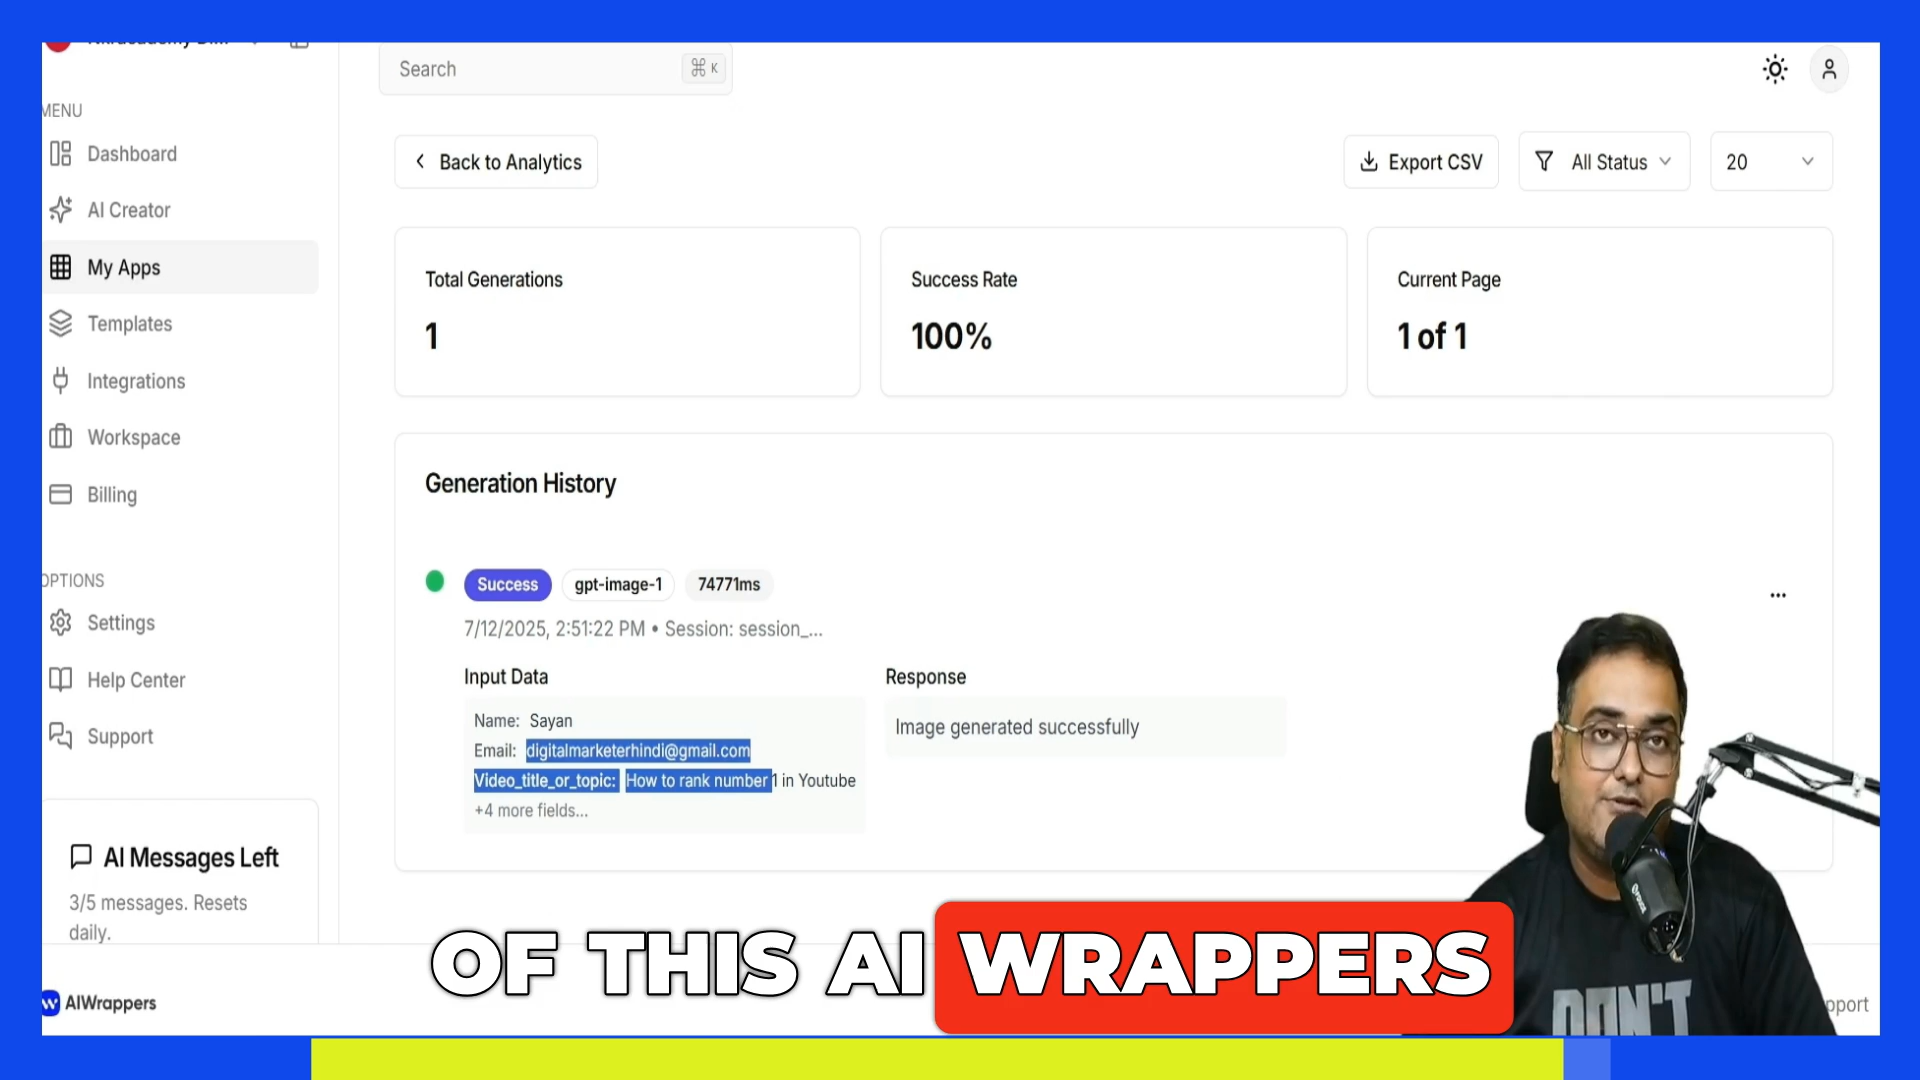 MENU
Dashboard
AI Creator
My Apps
Templates
Integrations
Workspace
Billing
OPTIONS
Settings
Help Center
Support
AI Messages Left
3/5 messages. Resets
daily.
AIWrappers
Search
⌘ K
Back to Analytics
Export CSV
All Status
20
Total Generations
1
Success Rate
100%
Current Page
1 of 1
Generation History
Success gpt-image-1 74771ms
7/12/2025, 2:51:22 PM • Session: session_...
Input Data
Name: Sayan
Email: digitalmarketerhindi@gmail.com
Video_title_or_topic: How to rank number 1 in Youtube
+4 more fields...
Response
Image generated successfully
OF THIS AI WRAPPERS
DON'T